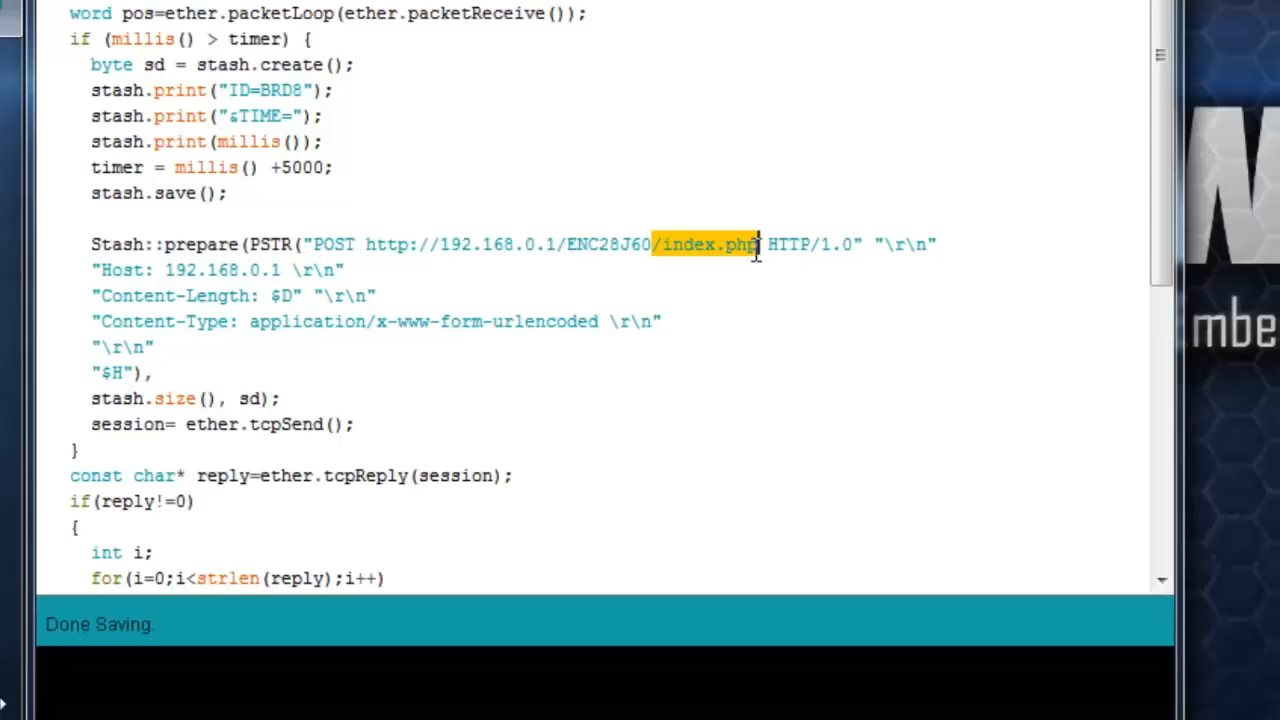 word pos=ether.packetLoop(ether.packetReceive());
if (millis() > timer) {
byte sd = stash.create();
stash.print("ID=BRD8");
stash.print("&TIME=");
stash.print(millis());
timer = millis() +5000;
stash.save();
Stash::prepare(PSTR("POST http://192.168.0.1/ENC28J60/index.php HTTP/1.0" "\r\n"
"Host: 192.168.0.1 \r\n"
"Content-Length: $D" "\r\n"
"Content-Type: application/x-www-form-urlencoded \r\n"
"\r\n"
"$H"),
stash.size(), sd);
session= ether.tcpSend();
}
const char* reply=ether.tcpReply(session);
if(reply!=0)
{
int i;
for(i=0;i<strlen(reply);i++)
Done Saving.